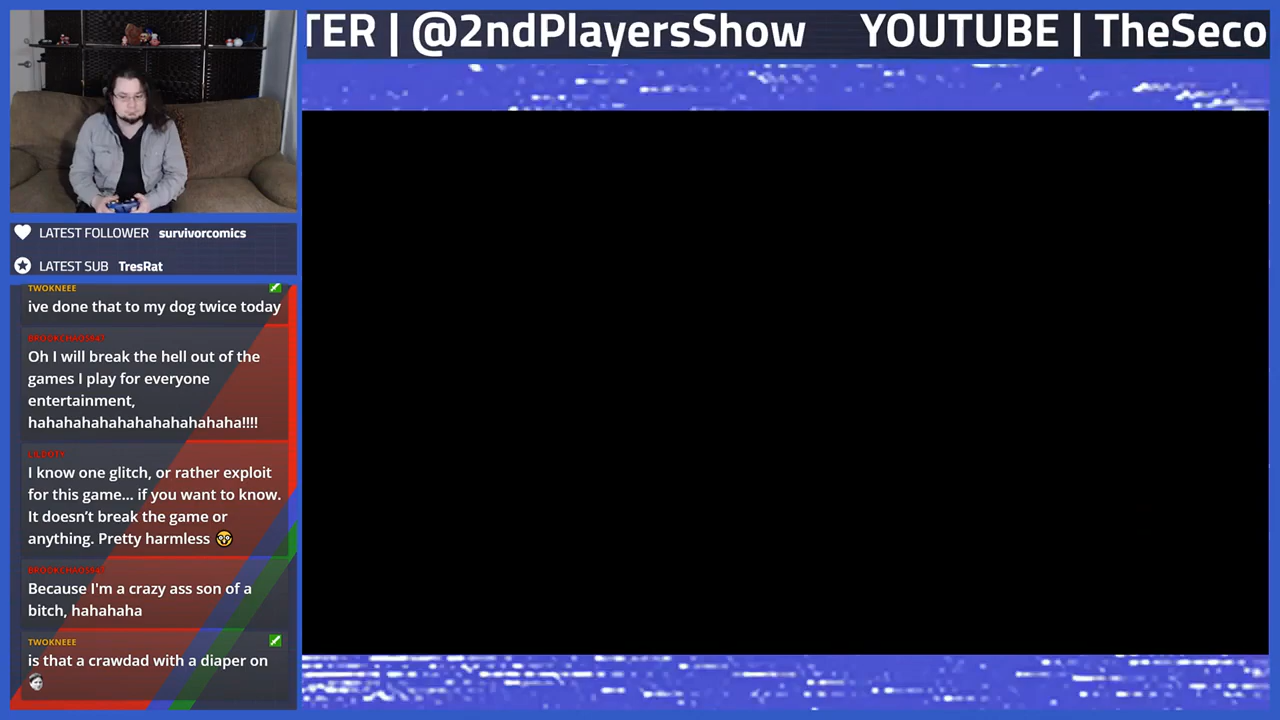 TER | @2ndPlayersShow YOUTUBE | TheSeco
LATEST FOLLOWER survivorcomics
LATEST SUB TresRat
TWOKNEEE
ive done that to my dog twice today
Oh I will break the hell out of the
games I play for everyone
entertainment,
hahahahahahahahahahaha!!!!
LILDOTY
I know one glitch, or rather exploit
for this game... if you want to know.
It doesn't break the game or
anything. Pretty harmless
Because I'm a crazy ass son of a
bitch, hahahaha
TWOKNEEE
is that a crawdad with a diaper on